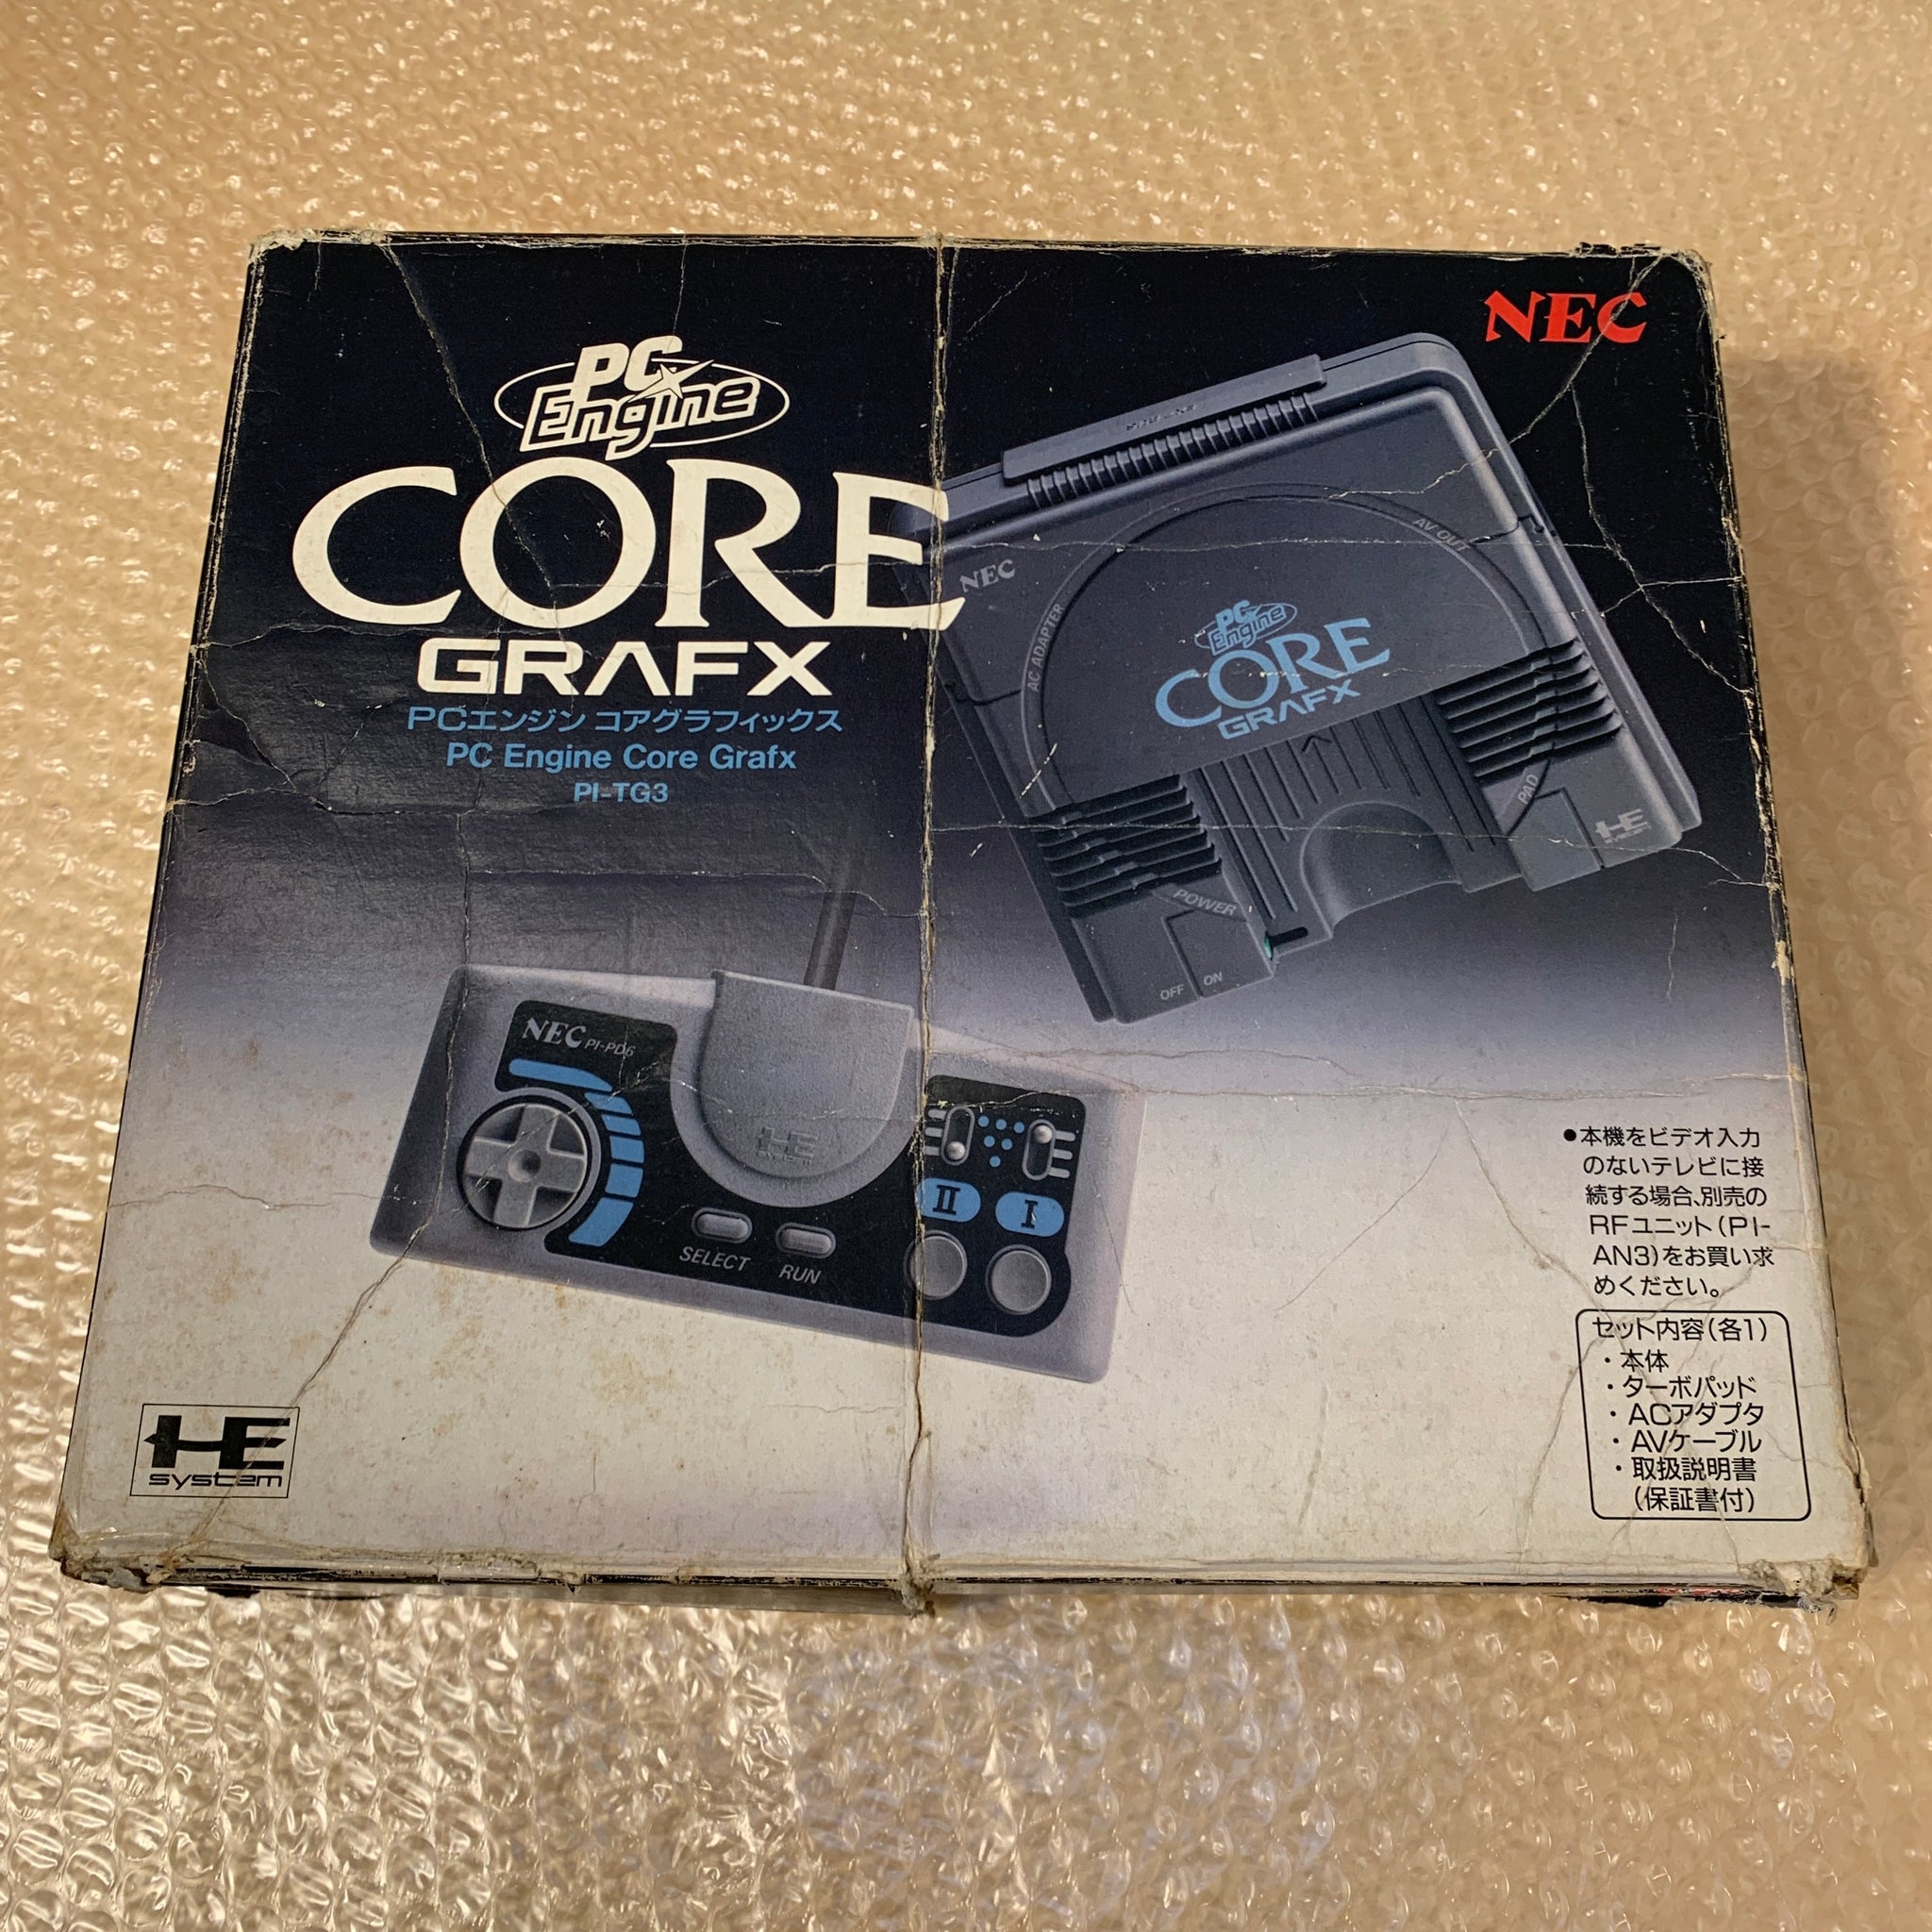 NEC
PC
Engine
CORE
GRAFX
PCエンジン コアグラフィックス
PC Engine Core Grafx
PI-TG3
NEC
AV OUT
AC ADAPTER
PC
Engine
CORE
GRAFX
PAD
HE
POWER
OFF ON
NEC PI-PD6
HE
II I
SELECT RUN
●本機をビデオ入力
のないテレビに接
続する場合、別売の
RFユニット(PI-
AN3)をお買い求
めください。
セット内容(各1)
・本体
・ターボパッド
・ACアダプタ
・AVケーブル
・取扱説明書
(保証書付)
HE
system